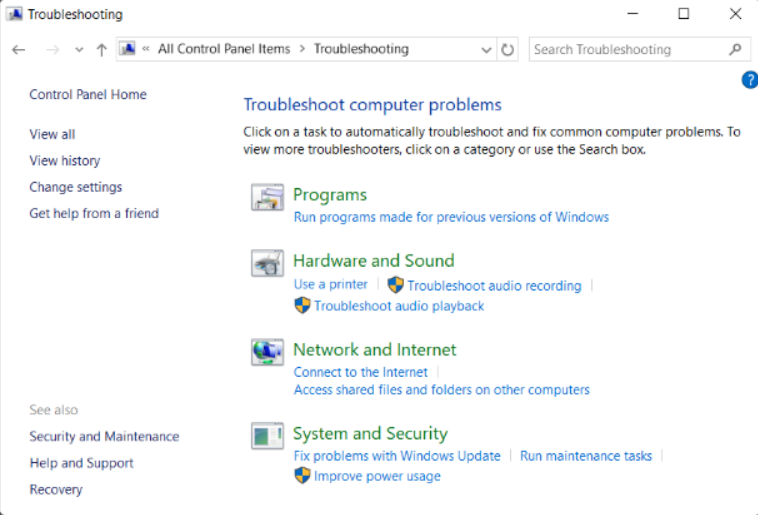 Troubleshooting
« All Control Panel Items > Troubleshooting
Search Troubleshooting
?
Control Panel Home
View all
View history
Change settings
Get help from a friend
See also
Security and Maintenance
Help and Support
Recovery
Troubleshoot computer problems
Click on a task to automatically troubleshoot and fix common computer problems. To
view more troubleshooters, click on a category or use the Search box.
Programs
Run programs made for previous versions of Windows
Hardware and Sound
Use a printer | Troubleshoot audio recording |
Troubleshoot audio playback
Network and Internet
Connect to the Internet |
Access shared files and folders on other computers
System and Security
Fix problems with Windows Update | Run maintenance tasks |
Improve power usage